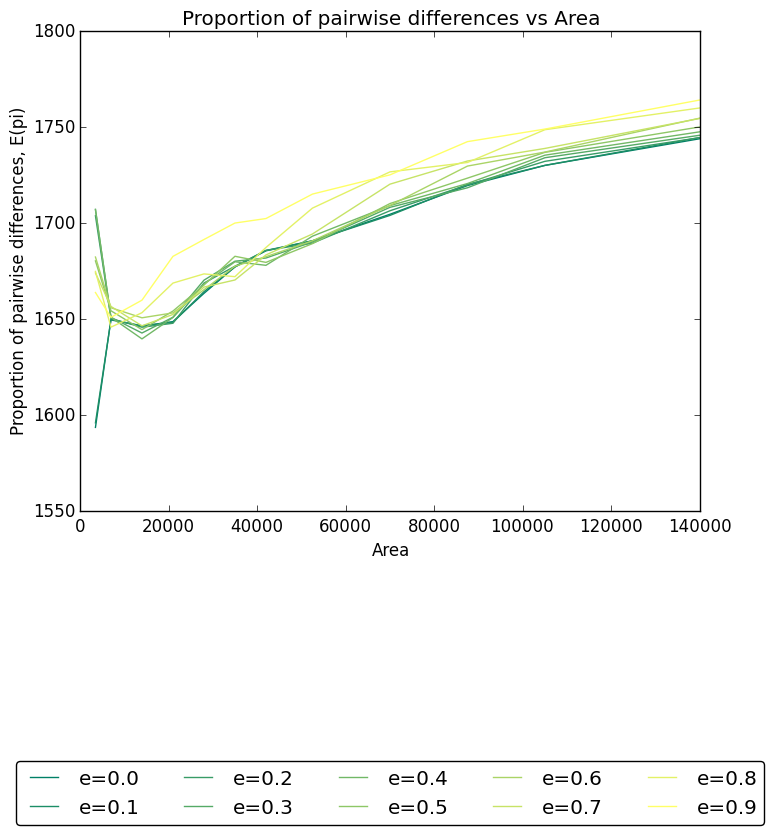 Proportion of pairwise differences vs Area
1800
1750
1700
1650
1600
1550
Proportion of pairwise differences, E(pi)
0 20000 40000 60000 80000 100000 120000 140000
Area
e=0.0 e=0.2 e=0.4 e=0.6 e=0.8
e=0.1 e=0.3 e=0.5 e=0.7 e=0.9